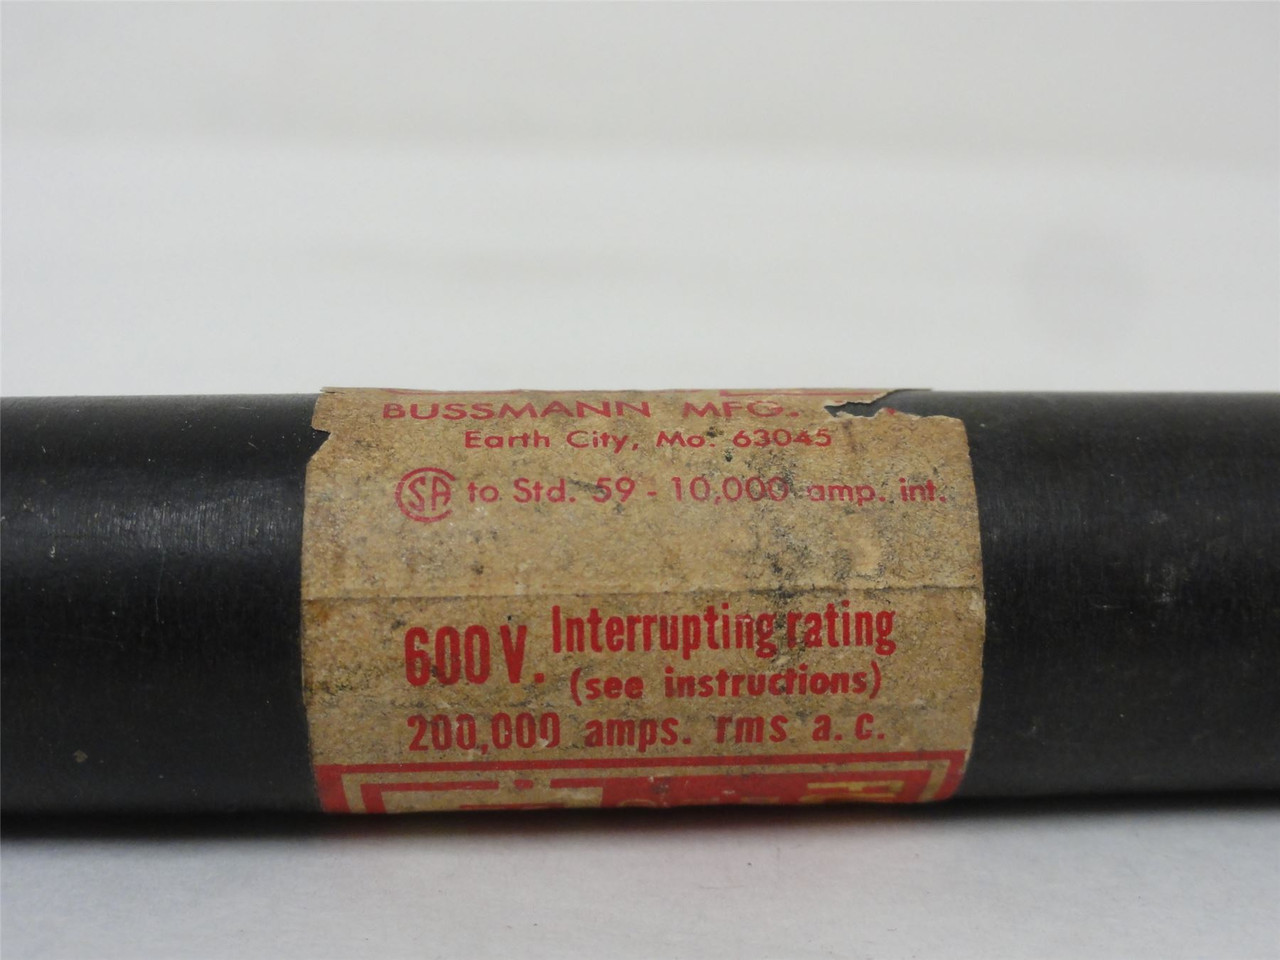 BUSSMANN MFG.
Earth City, Mo. 63045
SA to Std. 59 - 10,000 amp. int.
600 V. Interrupting rating
(see instructions)
200,000 amps. rms a. c.